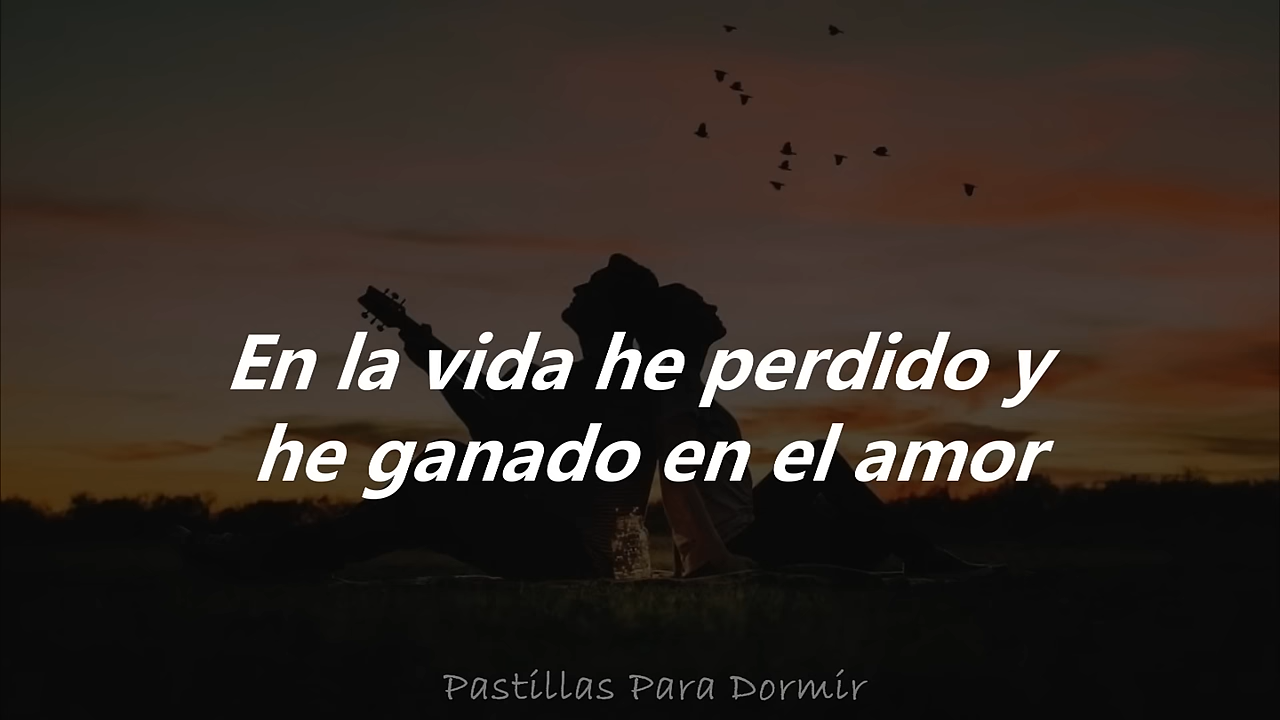 En la vida he perdido y
he ganado en el amor
Pastillas Para Dormir